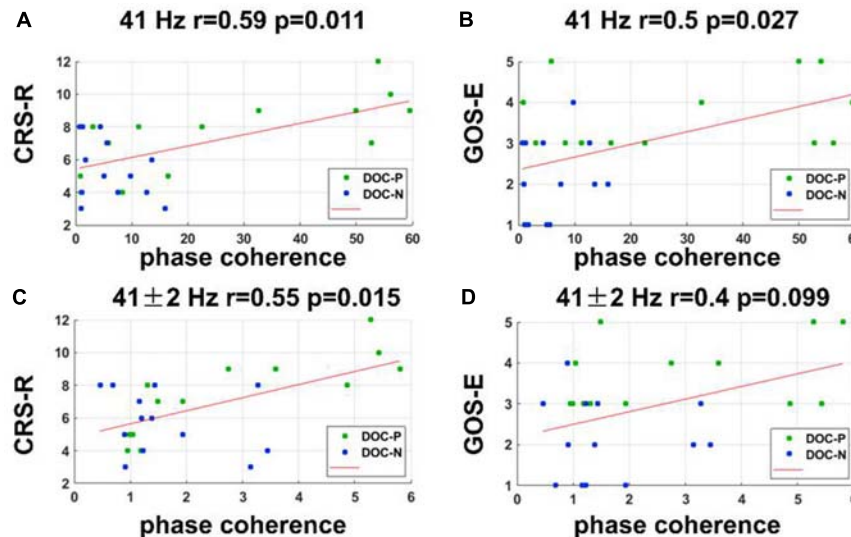 A
41 Hz r=0.59 p=0.011
CRS-R
12
10
8
6
4
2
0
10
20
30
40
50
60
DOC-P
DOC-N
phase coherence
B
41 Hz r=0.5 p=0.027
GOS-E
5
4
3
2
1
0
10
20
30
40
50
60
DOC-P
DOC-N
phase coherence
C
41±2 Hz r=0.55 p=0.015
CRS-R
12
10
8
6
4
2
0
1
2
3
4
5
6
DOC-P
DOC-N
phase coherence
D
41±2 Hz r=0.4 p=0.099
GOS-E
5
4
3
2
1
0
1
2
3
4
5
6
DOC-P
DOC-N
phase coherence